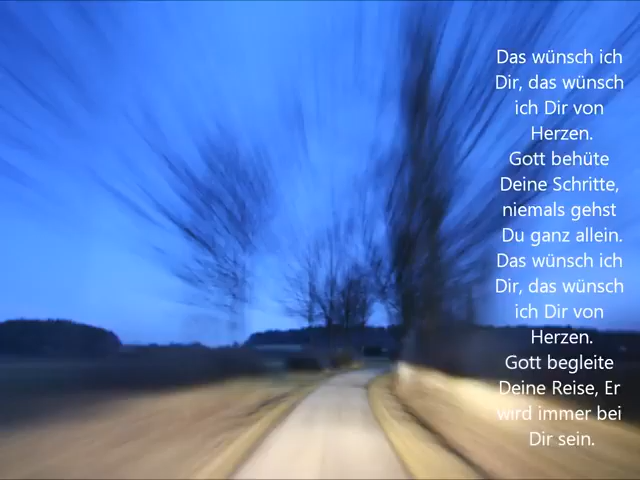 Das wünsch ich
Dir, das wünsch
ich Dir von
Herzen.
Gott behüte
Deine Schritte,
niemals gehst
Du ganz allein.
Das wünsch ich
Dir, das wünsch
ich Dir von
Herzen.
Gott begleite
Deine Reise, Er
wird immer bei
Dir sein.